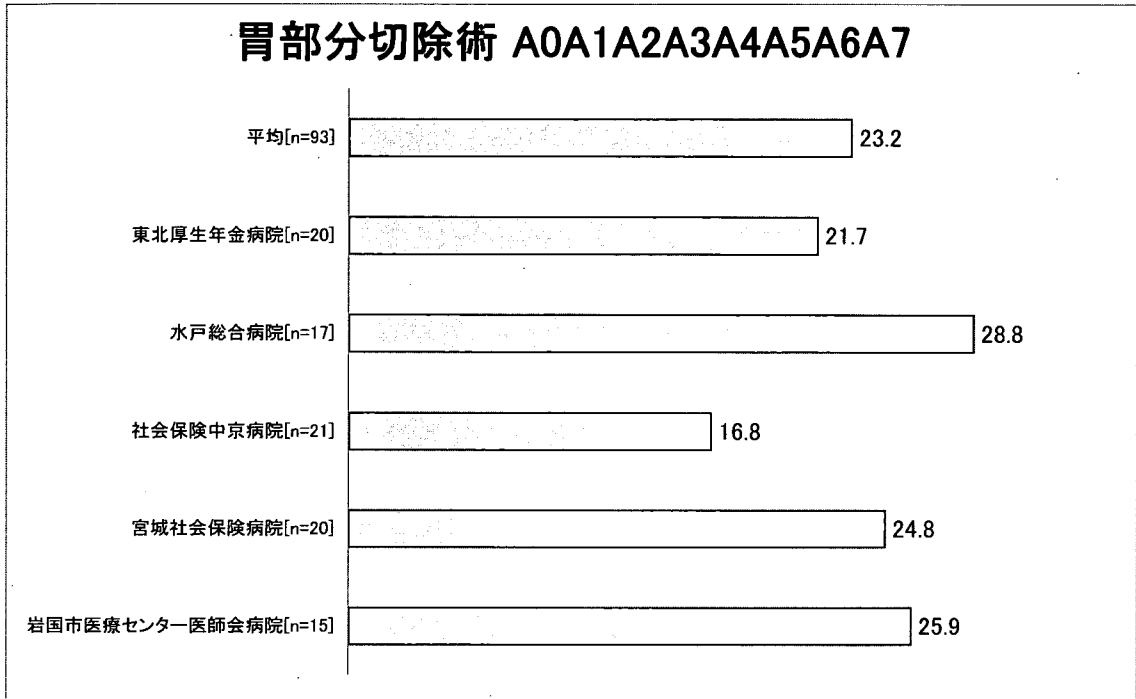 胃部分切除術 A0A1A2A3A4A5A6A7
平均[n=93] 23.2
東北厚生年金病院[n=20] 21.7
水戸総合病院[n=17] 28.8
社会保険中京病院[n=21] 16.8
宮城社会保険病院[n=20] 24.8
岩国市医療センター医師会病院[n=15] 25.9